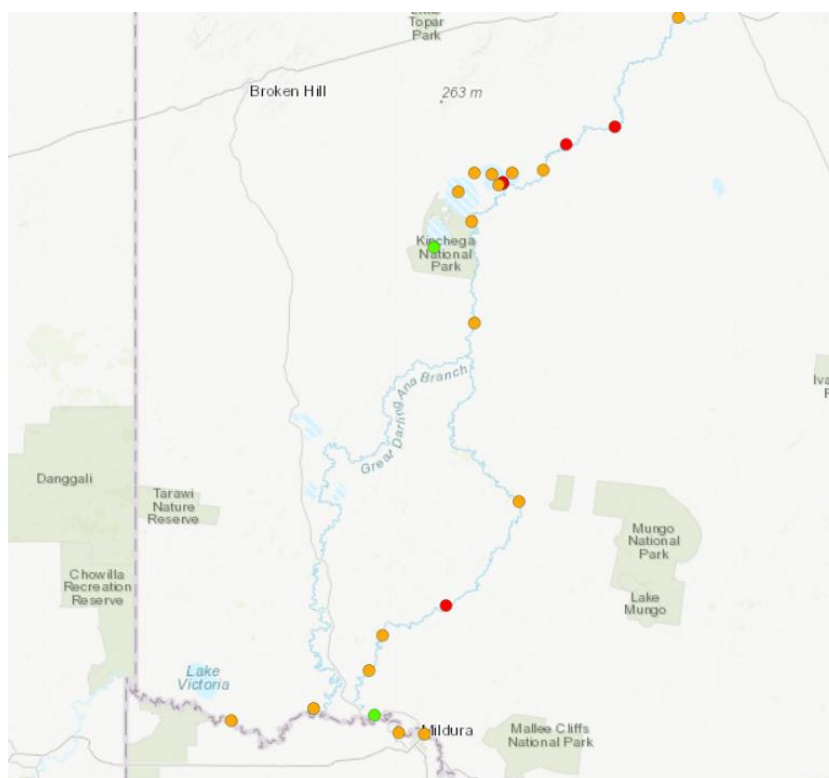 Topar
Park
Broken Hill
263 m
Kinchega
National
Park
Great Darling Ana Branch
Danggali
Tarawi
Nature
Reserve
Mungo
National
Park
Chowilla
Recreation
Reserve
Lake
Mungo
Lake
Victoria
Mildura
Mallee Cliffs
National Park